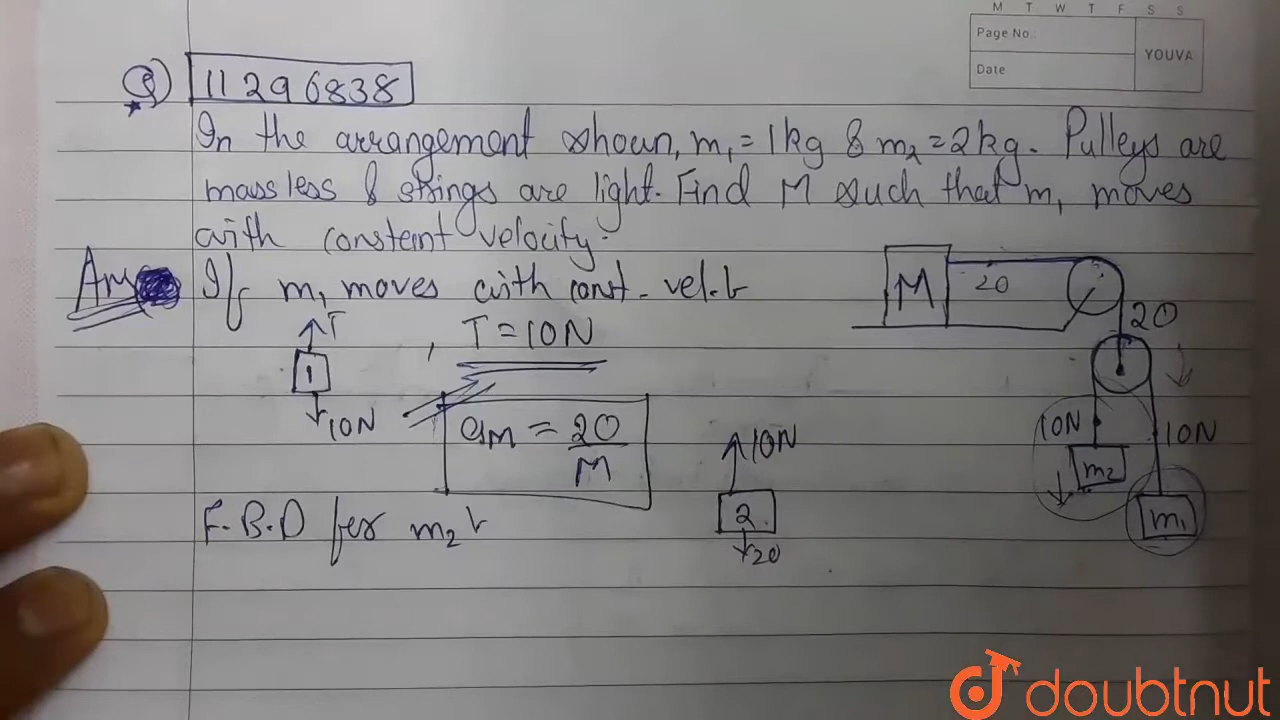 M T W T F S S
Page No.
YOUVA
Date
Q) 11296838
In the arrangement shown, m₁ = 1kg & m₂ = 2kg. Pulleys are
massless & strings are light. Find M such that m₁ moves
with constant velocity.
Ans If m₁ moves with const. vel.
M 20
20
T , T = 10N
1
10N
aM = 20/M
10N
10N 10N
m₂
m₁
F.B.D for m₂
2
20
doubtnut